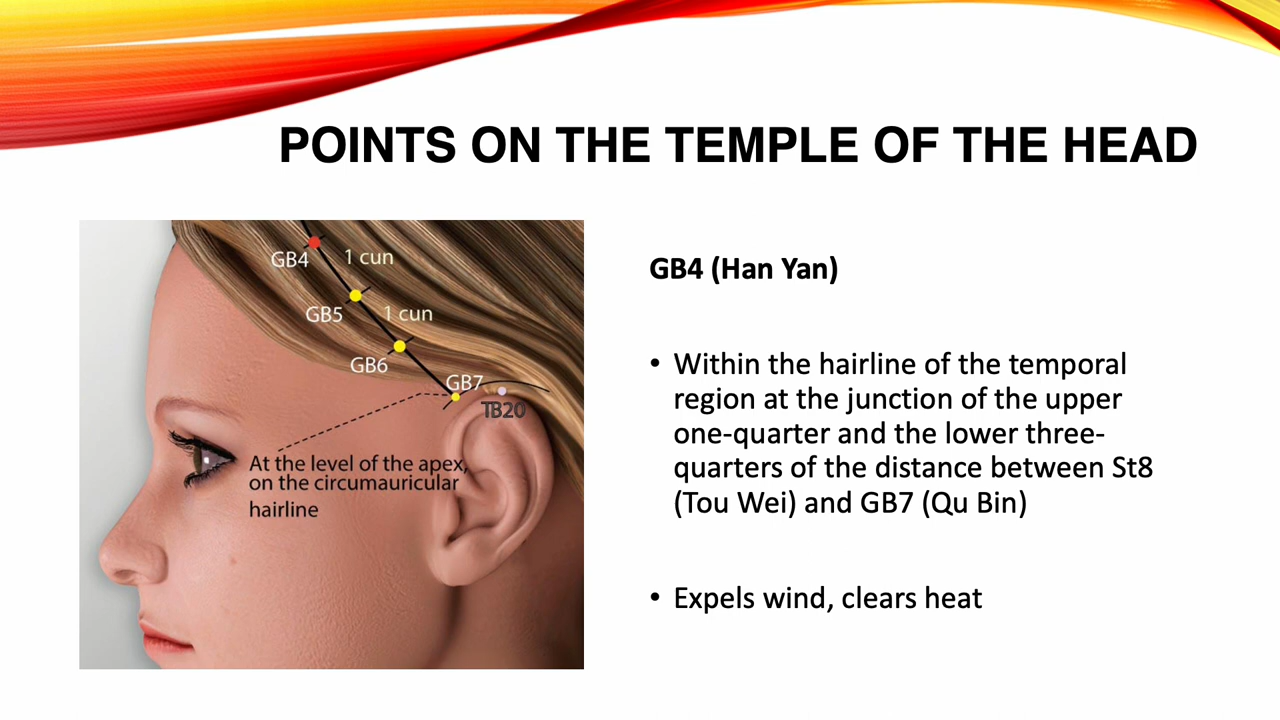 POINTS ON THE TEMPLE OF THE HEAD
GB4
1 cun
GB5
1 cun
GB6
GB7
TB20
At the level of the apex,
on the circumauricular
hairline
GB4 (Han Yan)
• Within the hairline of the temporal
region at the junction of the upper
one-quarter and the lower three-
quarters of the distance between St8
(Tou Wei) and GB7 (Qu Bin)
• Expels wind, clears heat